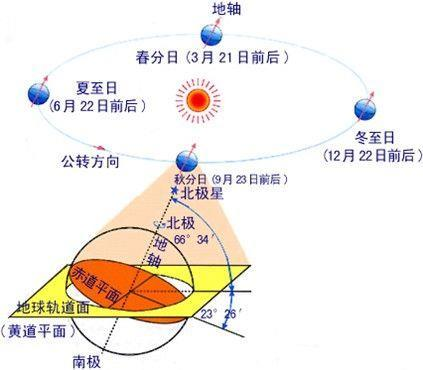 地轴
春分日(3月21日前后)
夏至日
(6月22日前后)
冬至日
(12月22日前后)
公转方向
秋分日(9月23日前后)
北极星
北极
66°34′
地轴
赤道平面
地球轨道面
23°26′
(黄道平面)
南极